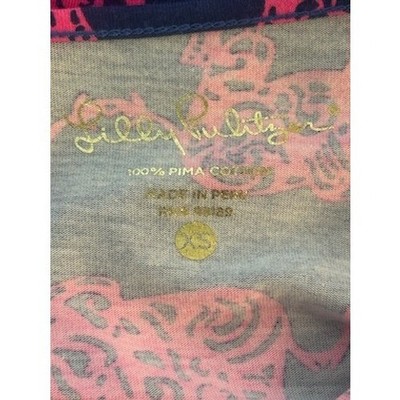 Lilly Pulitzer
100% PIMA COTTON
MADE IN PERU
XS